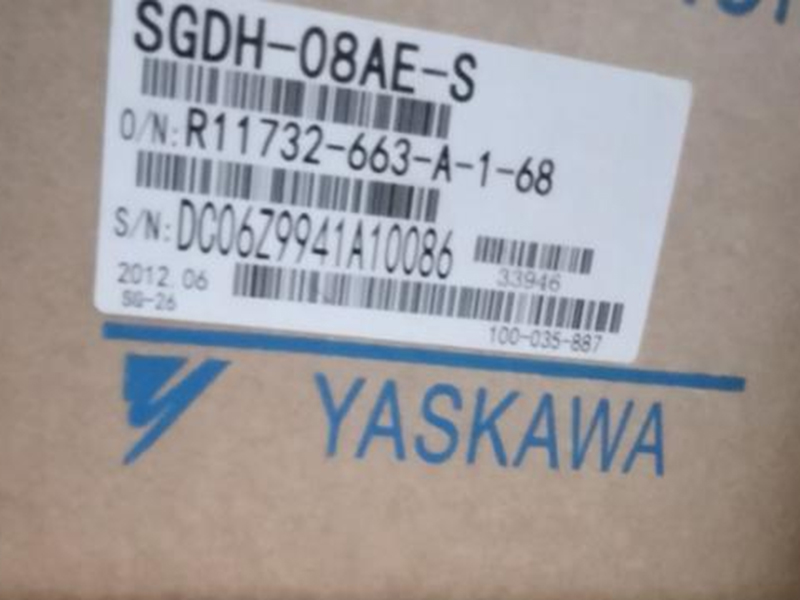 SGDH-08AE-S
O/N:R11732-663-A-1-68
S/N:DC06Z9941A10086
33946
2012.06
SG-26
100-035-887
YASKAWA